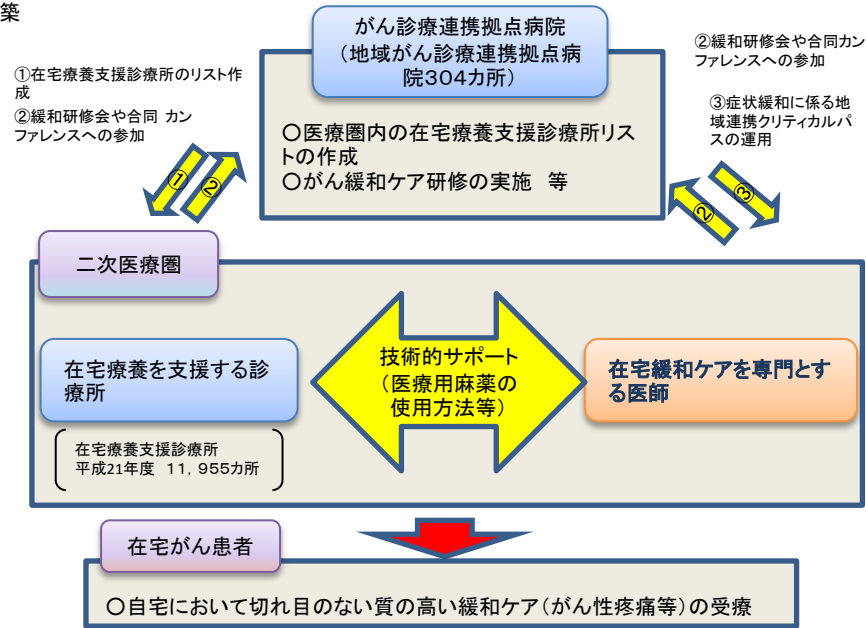 築
がん診療連携拠点病院
（地域がん診療連携拠点病
院304カ所）
①在宅療養支援診療所のリスト作
成
②緩和研修会や合同 カン
ファレンスへの参加
②緩和研修会や合同カン
ファレンスへの参加
③症状緩和に係る地
域連携クリティカルパ
スの運用
○医療圏内の在宅療養支援診療所リス
トの作成
○がん緩和ケア研修の実施　等
①
②
②
③
二次医療圏
在宅療養を支援する診
療所
技術的サポート
（医療用麻薬の
使用方法等）
在宅緩和ケアを専門とす
る医師
在宅療養支援診療所
平成21年度　11，955カ所
在宅がん患者
○自宅において切れ目のない質の高い緩和ケア（がん性疼痛等）の受療